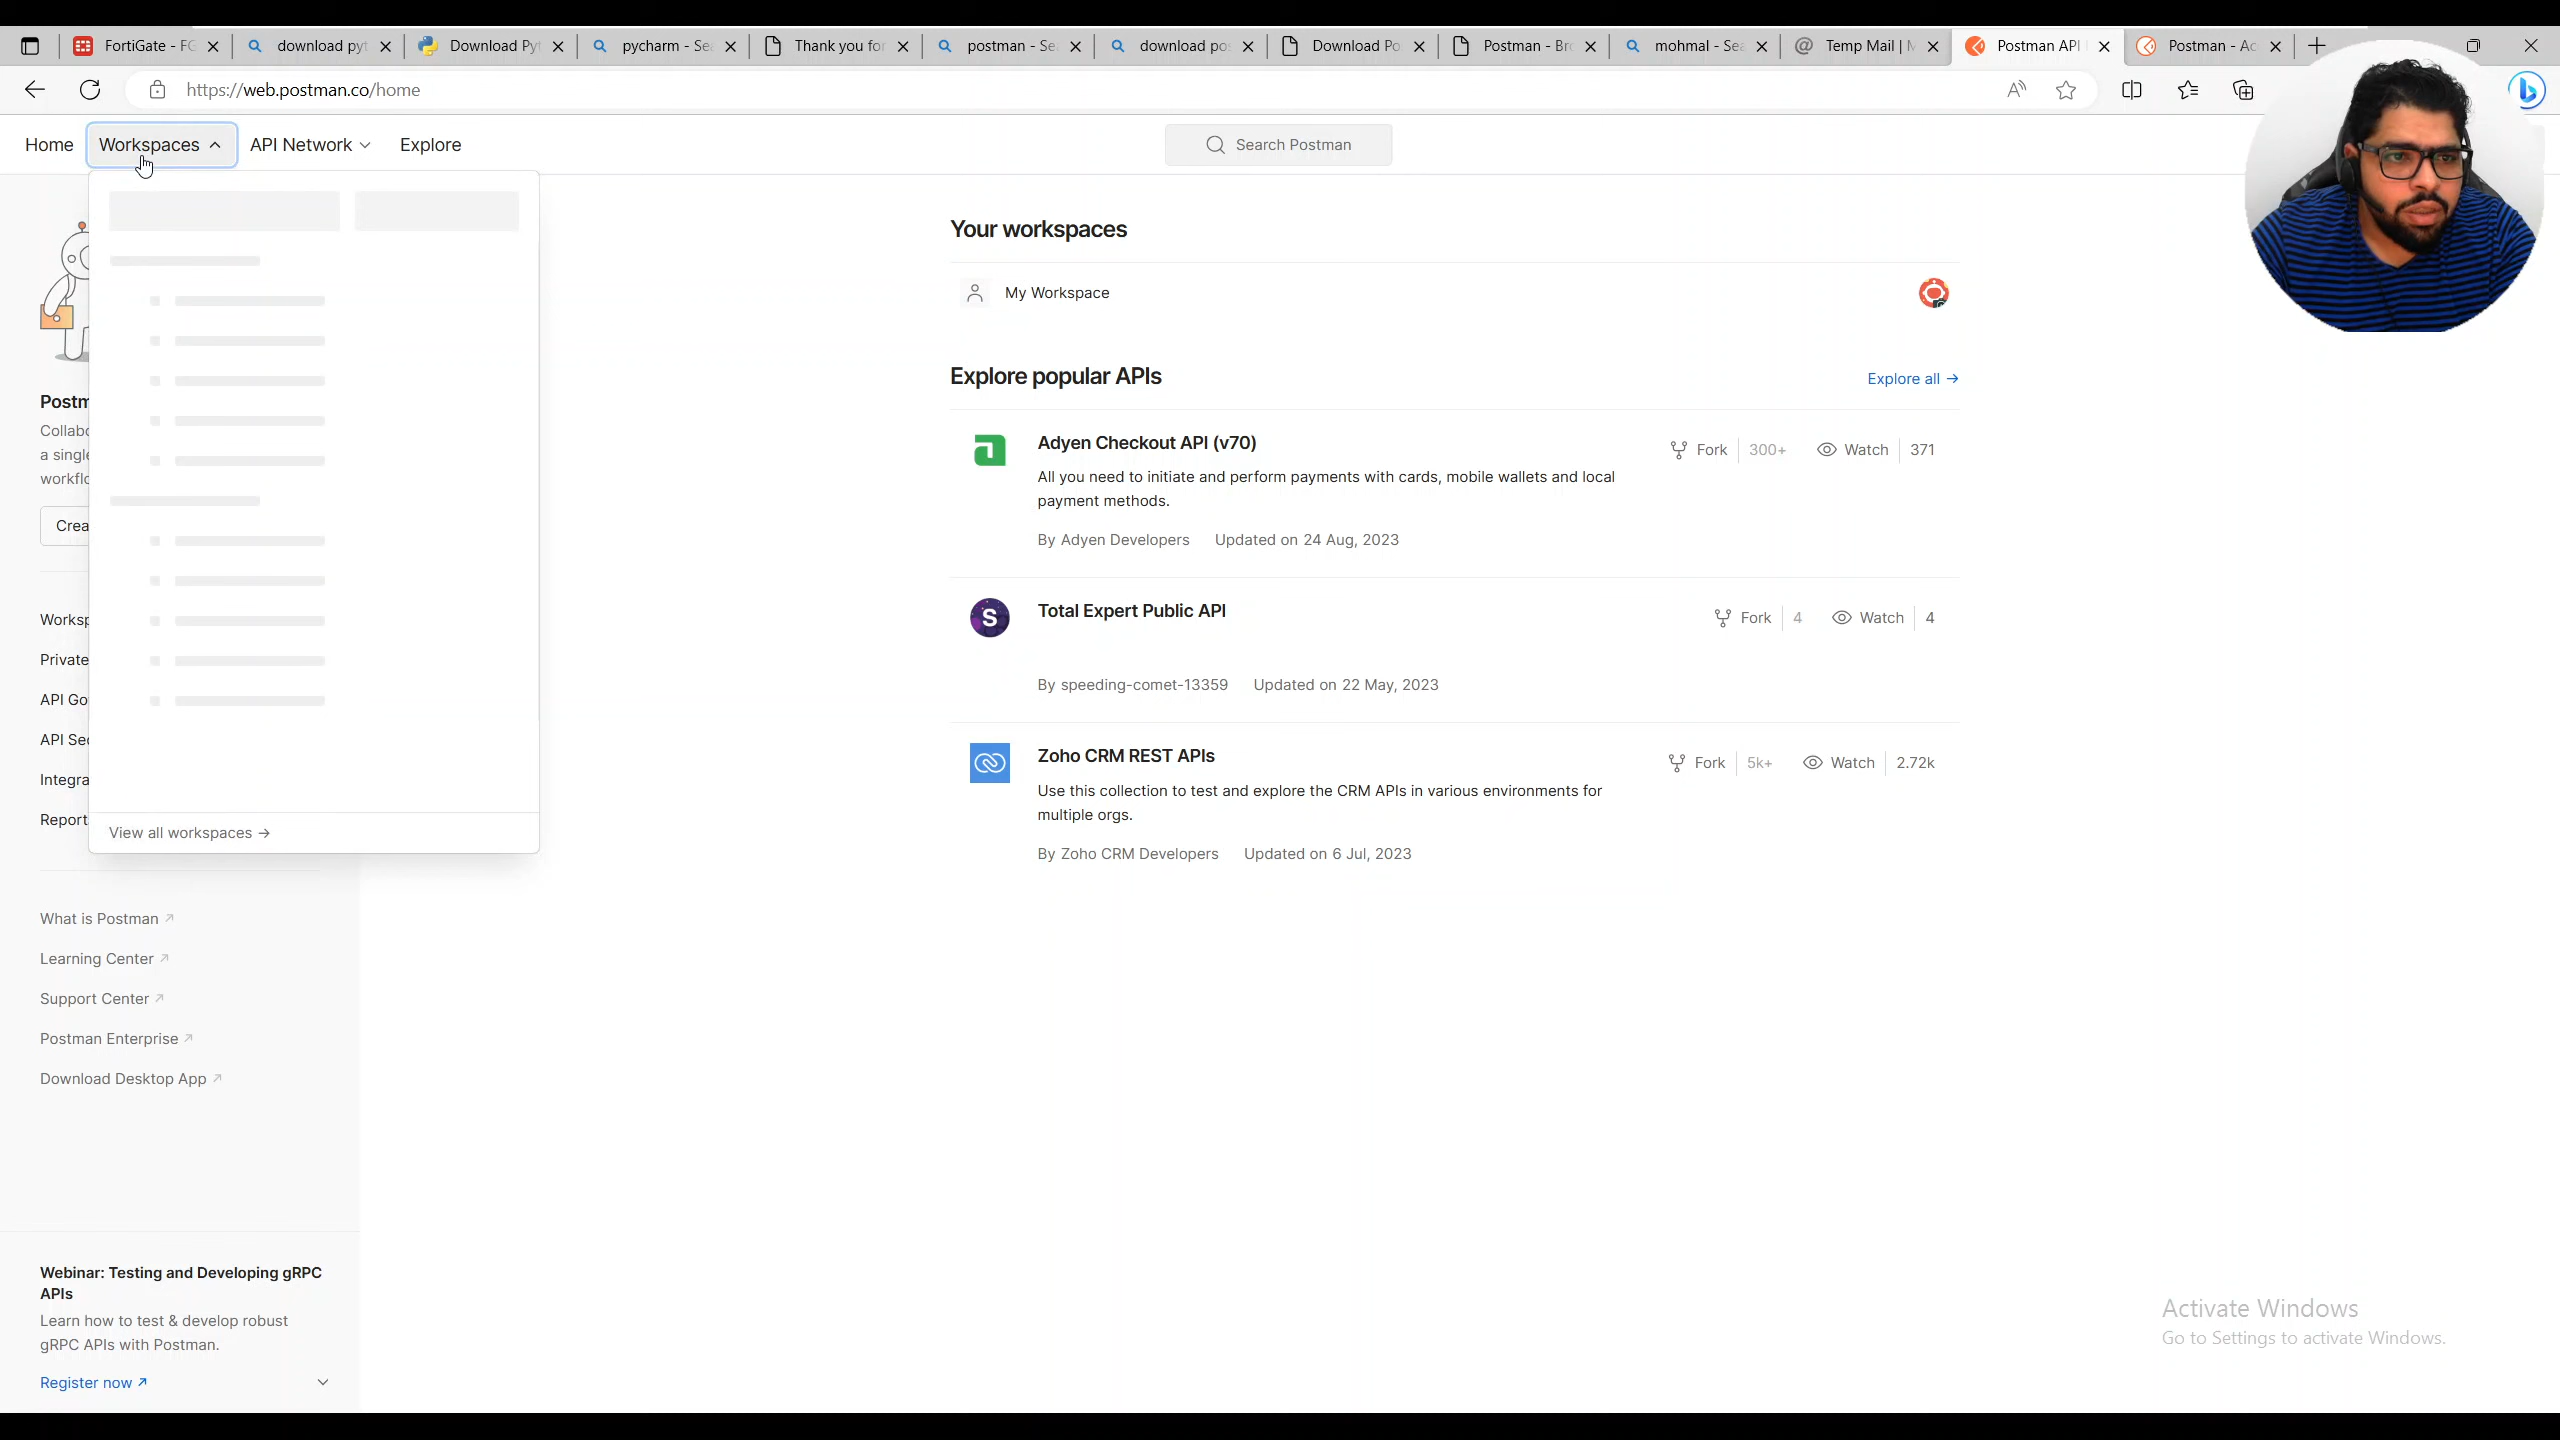 FortiGate - FG
download pyt
Download Pyt
pycharm - Se
Thank you for
postman - Se
download pos
Download Po
Postman - Bro
mohmal - Sea
Temp Mail | M
Postman API
Postman - Ac
https://web.postman.co/home
Home
Workspaces
API Network
Explore
Search Postman
Postm
Collabo
a single
workflo
Crea
Worksp
Private
API Go
API Sec
Integra
Report
View all workspaces →
What is Postman
Learning Center
Support Center
Postman Enterprise
Download Desktop App
Webinar: Testing and Developing gRPC
APIs
Learn how to test & develop robust
gRPC APIs with Postman.
Register now
Your workspaces
My Workspace
Explore popular APIs
Explore all →
Adyen Checkout API (v70)
Fork 300+ Watch 371
All you need to initiate and perform payments with cards, mobile wallets and local
payment methods.
By Adyen Developers Updated on 24 Aug, 2023
S
Total Expert Public API
Fork 4 Watch 4
By speeding-comet-13359 Updated on 22 May, 2023
Zoho CRM REST APIs
Fork 5k+ Watch 2.72k
Use this collection to test and explore the CRM APIs in various environments for
multiple orgs.
By Zoho CRM Developers Updated on 6 Jul, 2023
Activate Windows
Go to Settings to activate Windows.